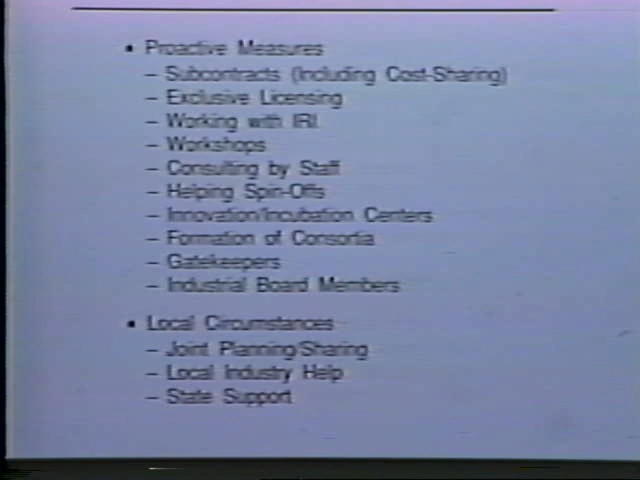 • Proactive Measures
– Subcontracts (Including Cost-Sharing)
– Exclusive Licensing
– Working with IRI
– Workshops
– Consulting by Staff
– Helping Spin-Offs
– Innovation/Incubation Centers
– Formation of Consortia
– Gatekeepers
– Industrial Board Members
• Local Circumstances
– Joint Planning/Sharing
– Local Industry Help
– State Support